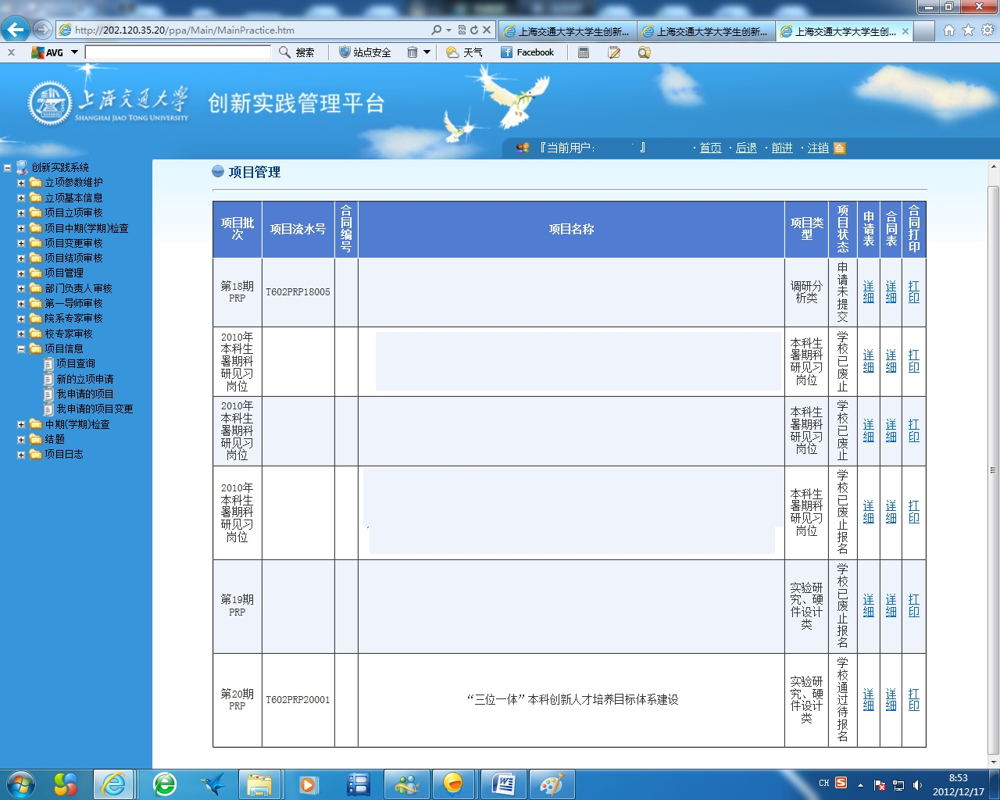 http://202.120.35.20/ppa/Main/MainPractice.htm
上海交通大学大学生创新...
上海交通大学大学生创新...
上海交通大学大学生创...
AVG
搜索
站点安全
天气
Facebook
上海交通大学
SHANGHAI JIAO TONG UNIVERSITY
创新实践管理平台
『当前用户: 』
·首页 ·后退 ·前进 ·注销
创新实践系统
立项参数维护
立项基本信息
项目立项审核
项目中期(学期)检查
项目变更审核
项目结项审核
项目管理
部门负责人审核
第一导师审核
院系专家审核
校专家审核
项目信息
项目查询
新的立项申请
我申请的项目
我申请的项目变更
中期(学期)检查
结题
项目日志
项目管理
项目批次
项目流水号
合同编号
项目名称
项目类型
项目状态
申请表
合同表
合同打印
第18期PRP
T602PRP18005
调研分析类
申请未提交
详细
详细
打印
2010年本科生暑期科研见习岗位
本科生暑期科研见习岗位
学校已废止
详细
详细
打印
2010年本科生暑期科研见习岗位
本科生暑期科研见习岗位
学校已废止
详细
详细
打印
2010年本科生暑期科研见习岗位
本科生暑期科研见习岗位
学校已废止报名
详细
详细
打印
第19期PRP
实验研究、硬件设计类
学校已废止报名
详细
详细
打印
第20期PRP
T602PRP20001
“三位一体”本科创新人才培养目标体系建设
实验研究、硬件设计类
学校通过待报名
详细
详细
打印
CH
8:53
2012/12/17